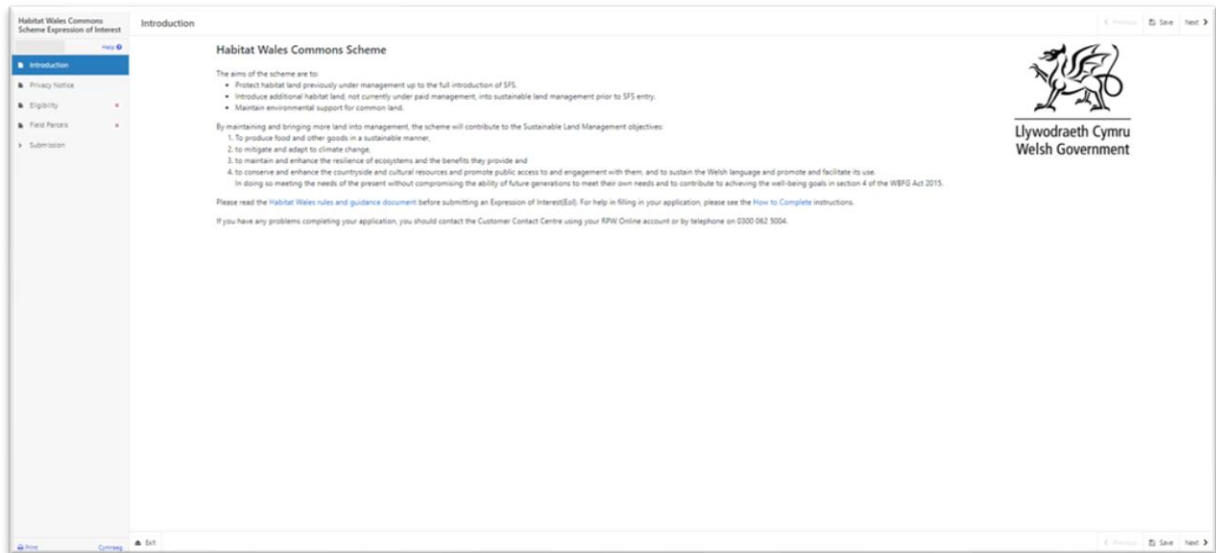 Habitat Wales Commons
Scheme Expression of Interest
Help
Introduction
Privacy Notice
Eligibility
Field Parcels
Submission
Print
Cymraeg
Introduction
Previous
Save
Next
Habitat Wales Commons Scheme
The aims of the scheme are to:
Protect habitat land previously under management up to the full introduction of SFS.
Introduce additional habitat land, not currently under paid management, into sustainable land management prior to SFS entry.
Maintain environmental support for common land.
By maintaining and bringing more land into management, the scheme will contribute to the Sustainable Land Management objectives:
1. To produce food and other goods in a sustainable manner,
2. to mitigate and adapt to climate change,
3. to maintain and enhance the resilience of ecosystems and the benefits they provide and
4. to conserve and enhance the countryside and cultural resources and promote public access to and engagement with them, and to sustain the Welsh language and promote and facilitate its use.
In doing so meeting the needs of the present without compromising the ability of future generations to meet their own needs and to contribute to achieving the well-being goals in section 4 of the WBFG Act 2015.
Please read the Habitat Wales rules and guidance document before submitting an Expression of Interest(EoI). For help in filling in your application, please see the How to Complete instructions.
If you have any problems completing your application, you should contact the Customer Contact Centre using your RPW Online account or by telephone on 0300 062 5004.
Llywodraeth Cymru
Welsh Government
Exit
Previous
Save
Next